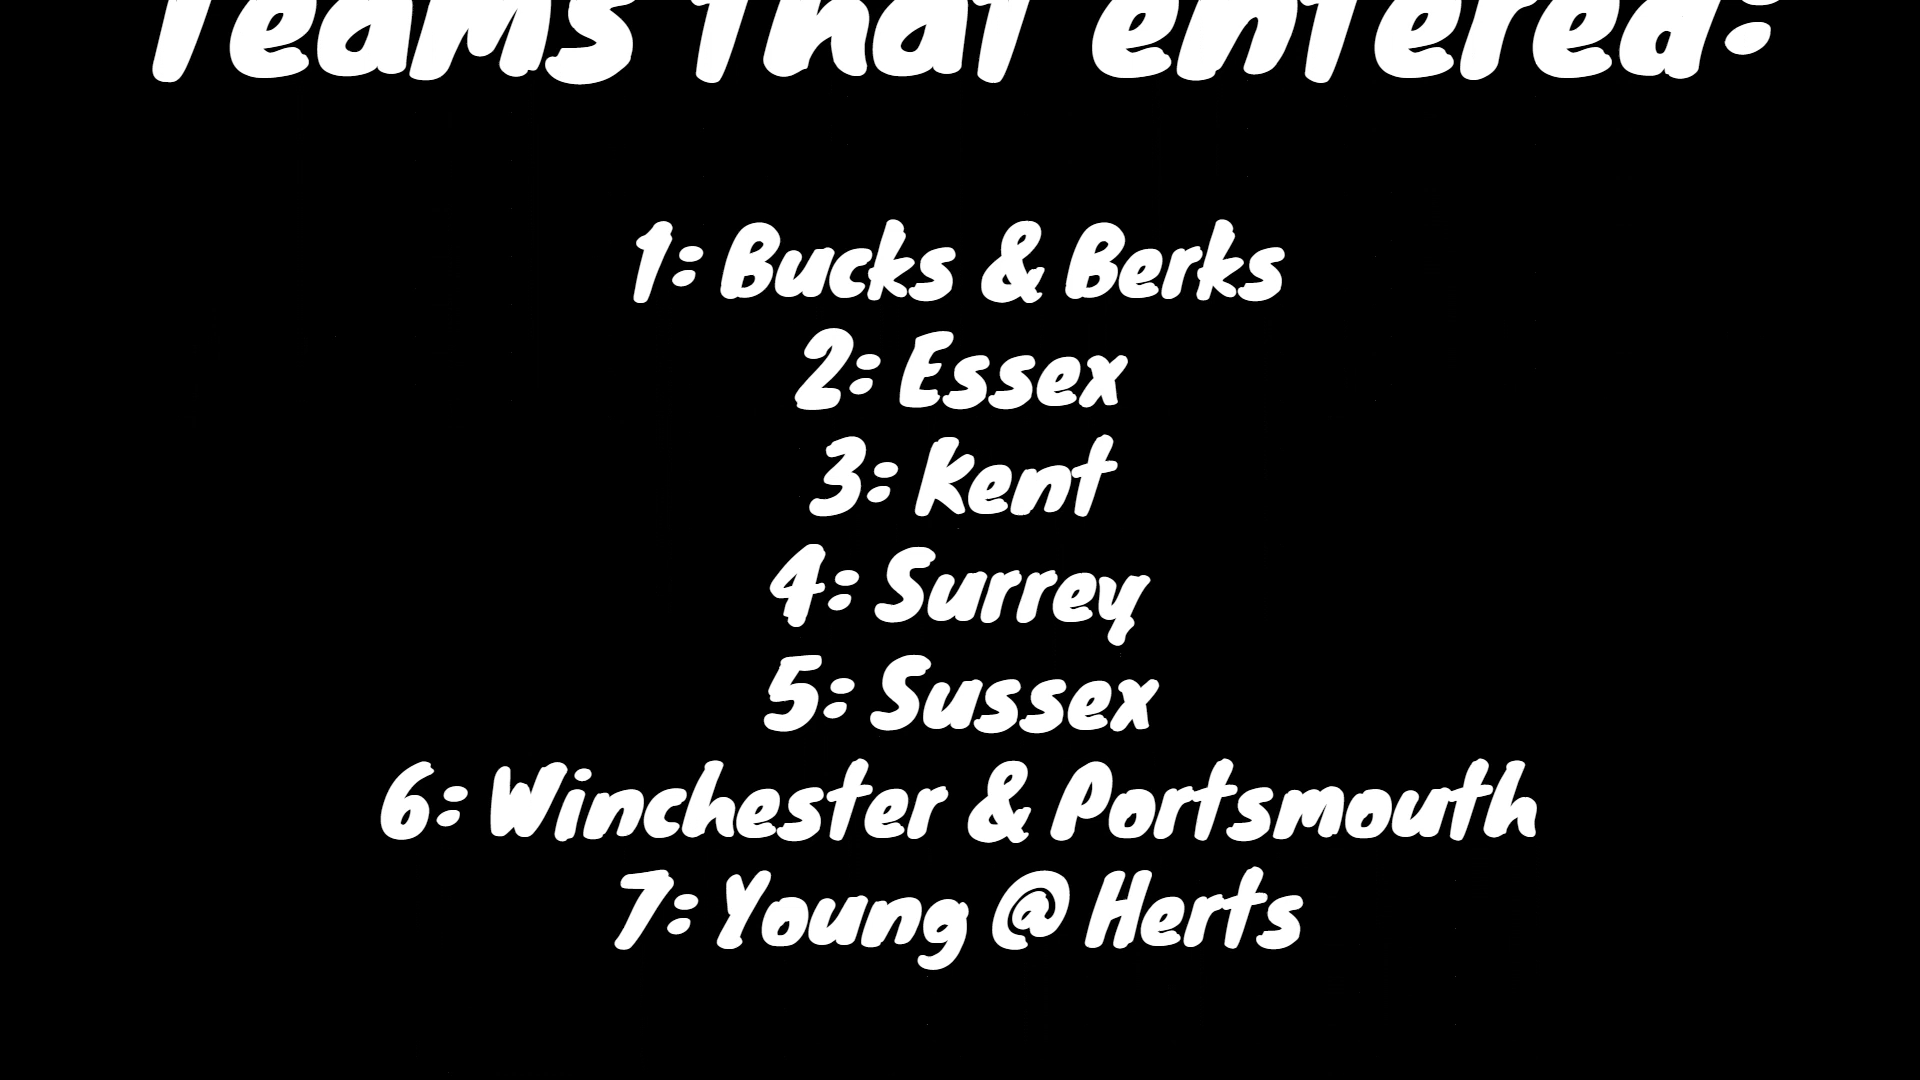 Teams that entered:
1: Bucks & Berks
2: Essex
3: Kent
4: Surrey
5: Sussex
6: Winchester & Portsmouth
7: Young @ Herts